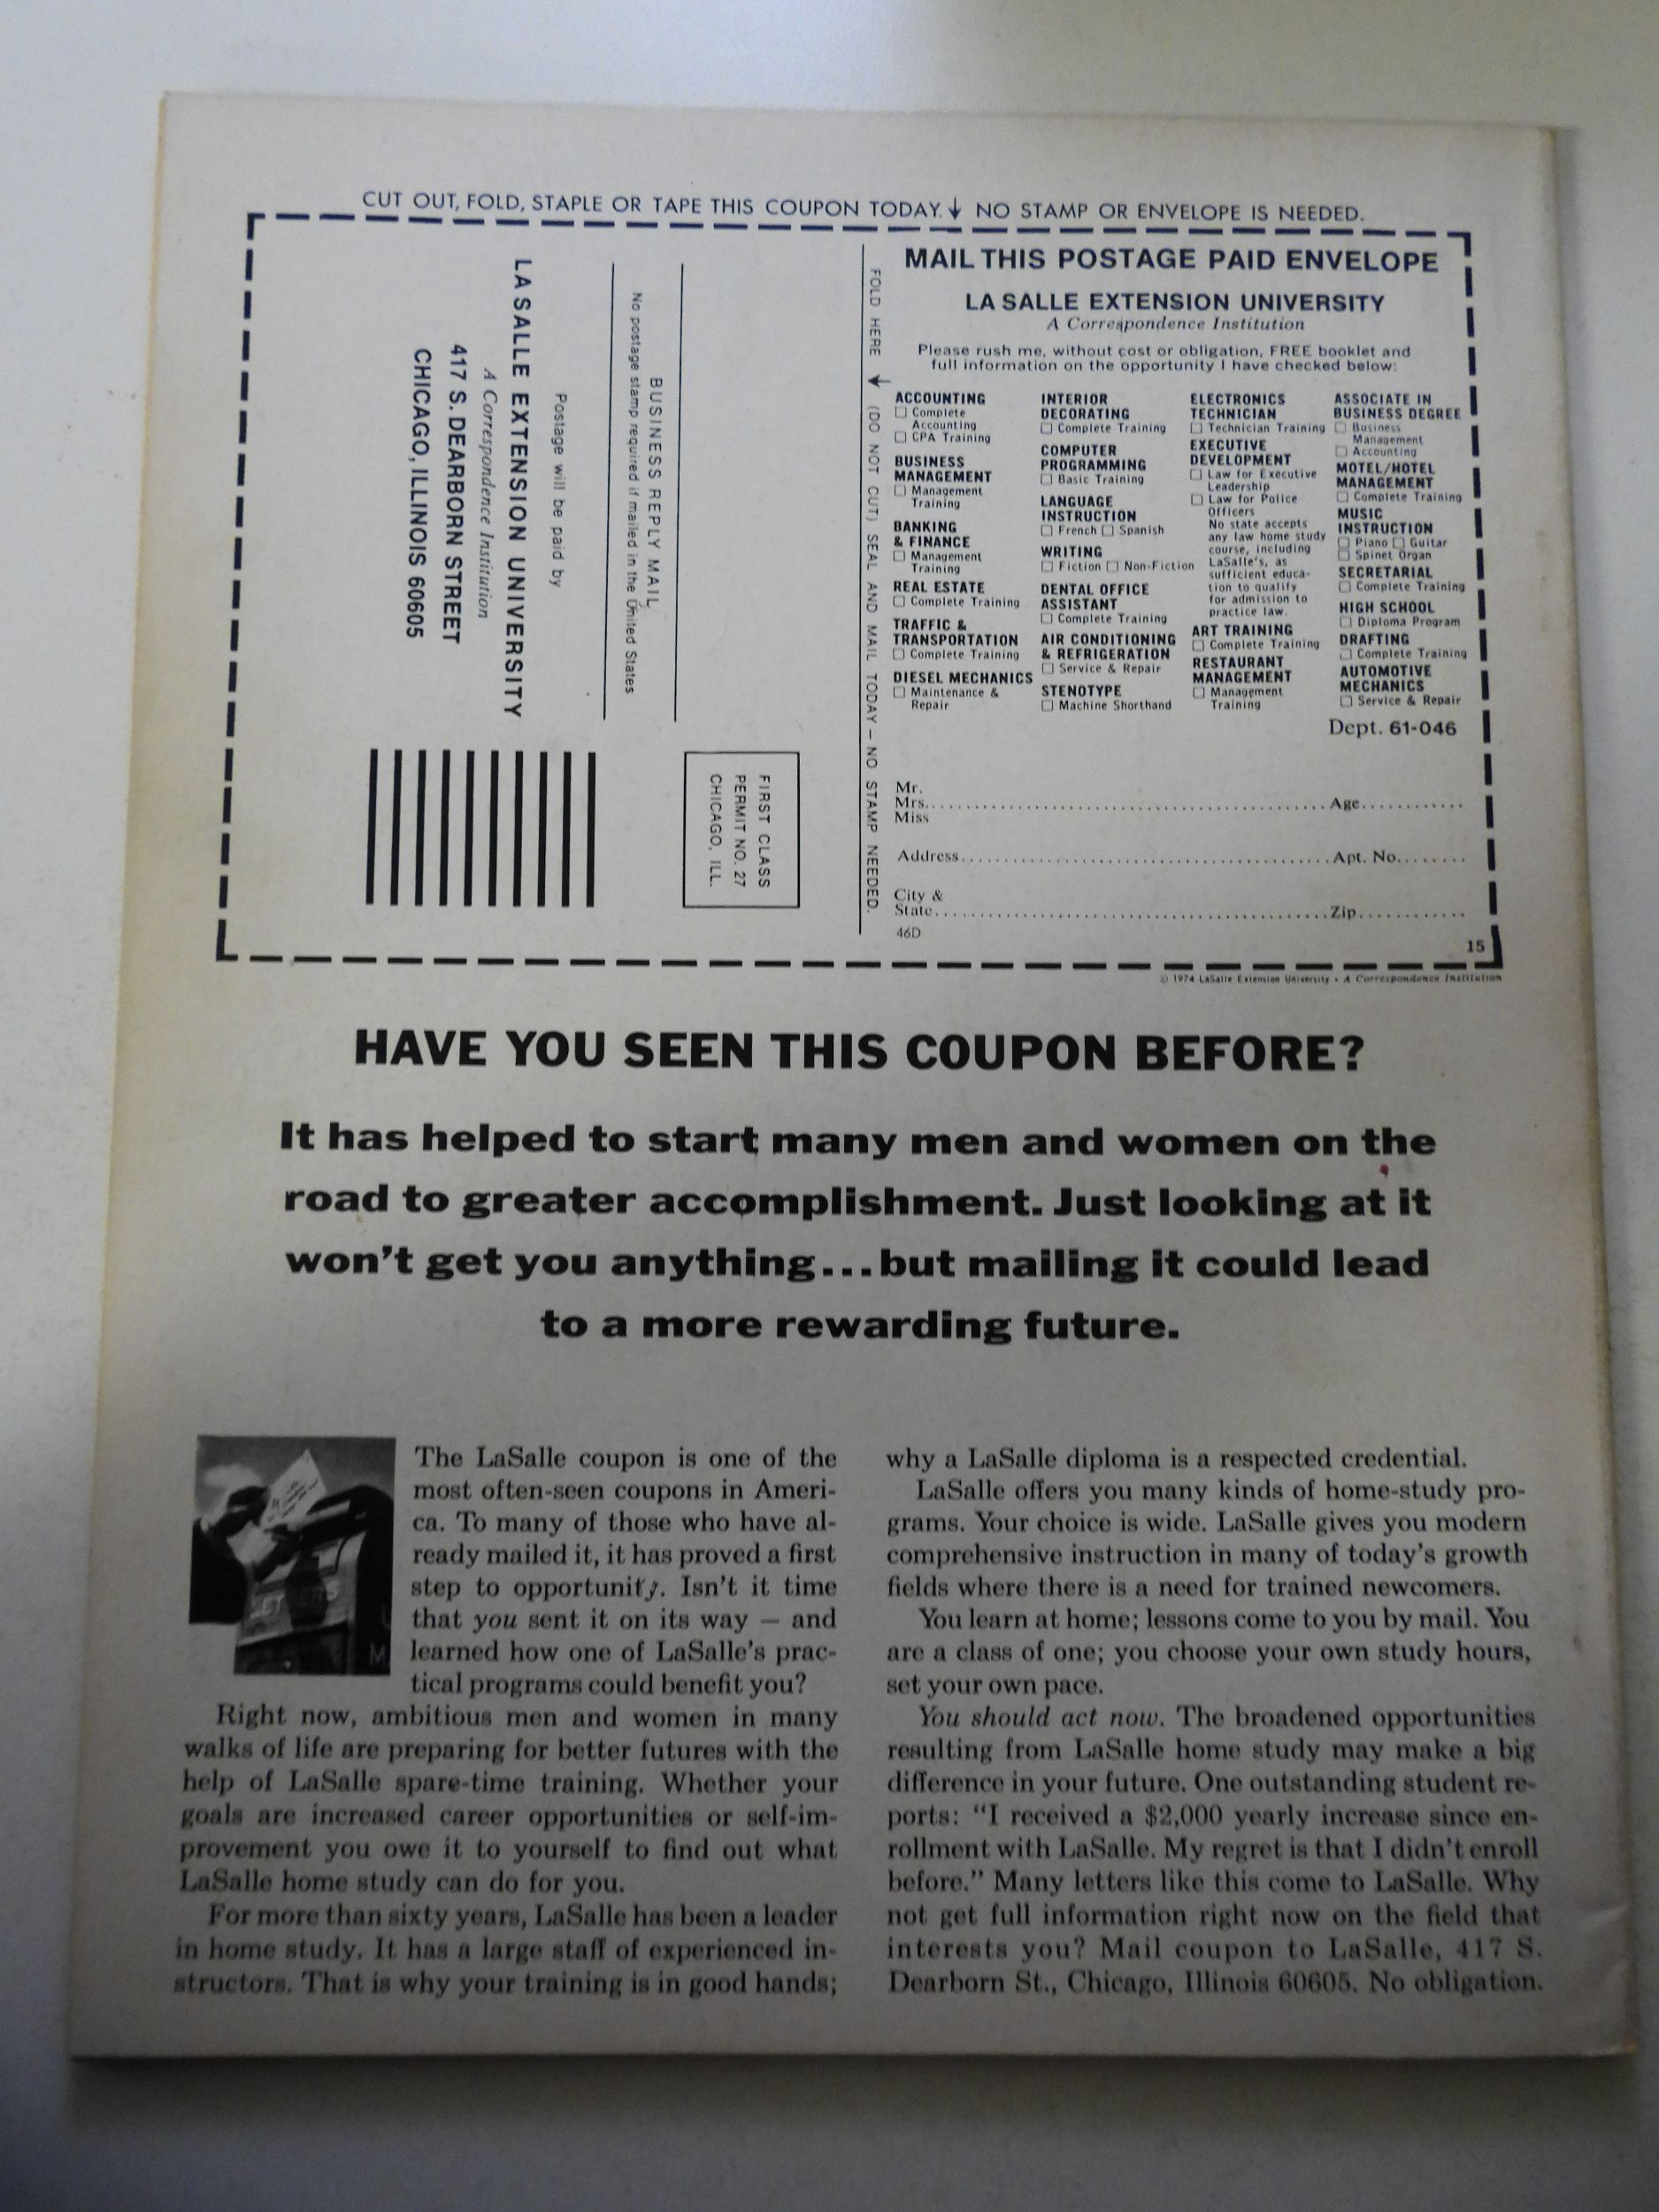 CUT OUT, FOLD, STAPLE OR TAPE THIS COUPON TODAY. ↓ NO STAMP OR ENVELOPE IS NEEDED.
FIRST CLASS
PERMIT NO. 27
CHICAGO, ILL.
BUSINESS REPLY MAIL
No postage stamp required if mailed in the United States
Postage will be paid by
LA SALLE EXTENSION UNIVERSITY
A Correspondence Institution
417 S. DEARBORN STREET
CHICAGO, ILLINOIS 60605
FOLD HERE ↓ (DO NOT CUT) SEAL AND MAIL TODAY — NO STAMP NEEDED.
MAIL THIS POSTAGE PAID ENVELOPE
LA SALLE EXTENSION UNIVERSITY
A Correspondence Institution
Please rush me, without cost or obligation, FREE booklet and
full information on the opportunity I have checked below:
ACCOUNTING
☐ Complete
Accounting
☐ CPA Training
BUSINESS
MANAGEMENT
☐ Management
Training
BANKING
& FINANCE
☐ Management
Training
REAL ESTATE
☐ Complete Training
TRAFFIC &
TRANSPORTATION
☐ Complete Training
DIESEL MECHANICS
☐ Maintenance &
Repair
INTERIOR
DECORATING
☐ Complete Training
COMPUTER
PROGRAMMING
☐ Basic Training
LANGUAGE
INSTRUCTION
☐ French ☐ Spanish
WRITING
☐ Fiction ☐ Non-Fiction
DENTAL OFFICE
ASSISTANT
☐ Complete Training
AIR CONDITIONING
& REFRIGERATION
☐ Service & Repair
STENOTYPE
☐ Machine Shorthand
ELECTRONICS
TECHNICIAN
☐ Technician Training
EXECUTIVE
DEVELOPMENT
☐ Law for Executive
Leadership
☐ Law for Police
Officers
No state accepts
any law home study
course, including
LaSalle's, as
sufficient educa-
tion to qualify
for admission to
practice law.
ART TRAINING
☐ Complete Training
RESTAURANT
MANAGEMENT
☐ Management
Training
ASSOCIATE IN
BUSINESS DEGREE
☐ Business
Management
☐ Accounting
MOTEL/HOTEL
MANAGEMENT
☐ Complete Training
MUSIC
INSTRUCTION
☐ Piano ☐ Guitar
☐ Spinet Organ
SECRETARIAL
☐ Complete Training
HIGH SCHOOL
☐ Diploma Program
DRAFTING
☐ Complete Training
AUTOMOTIVE
MECHANICS
☐ Service & Repair
Dept. 61-046
Mr.
Mrs. Age
Miss
Address Apt. No.
City &
State Zip
46D
15
© 1974 LaSalle Extension University • A Correspondence Institution
HAVE YOU SEEN THIS COUPON BEFORE?
It has helped to start many men and women on the
road to greater accomplishment. Just looking at it
won't get you anything...but mailing it could lead
to a more rewarding future.
The LaSalle coupon is one of the
most often-seen coupons in Ameri-
ca. To many of those who have al-
ready mailed it, it has proved a first
step to opportunity. Isn't it time
that you sent it on its way — and
learned how one of LaSalle's prac-
tical programs could benefit you?
Right now, ambitious men and women in many
walks of life are preparing for better futures with the
help of LaSalle spare-time training. Whether your
goals are increased career opportunities or self-im-
provement you owe it to yourself to find out what
LaSalle home study can do for you.
For more than sixty years, LaSalle has been a leader
in home study. It has a large staff of experienced in-
structors. That is why your training is in good hands;
why a LaSalle diploma is a respected credential.
LaSalle offers you many kinds of home-study pro-
grams. Your choice is wide. LaSalle gives you modern
comprehensive instruction in many of today's growth
fields where there is a need for trained newcomers.
You learn at home; lessons come to you by mail. You
are a class of one; you choose your own study hours,
set your own pace.
You should act now. The broadened opportunities
resulting from LaSalle home study may make a big
difference in your future. One outstanding student re-
ports: "I received a $2,000 yearly increase since en-
rollment with LaSalle. My regret is that I didn't enroll
before." Many letters like this come to LaSalle. Why
not get full information right now on the field that
interests you? Mail coupon to LaSalle, 417 S.
Dearborn St., Chicago, Illinois 60605. No obligation.